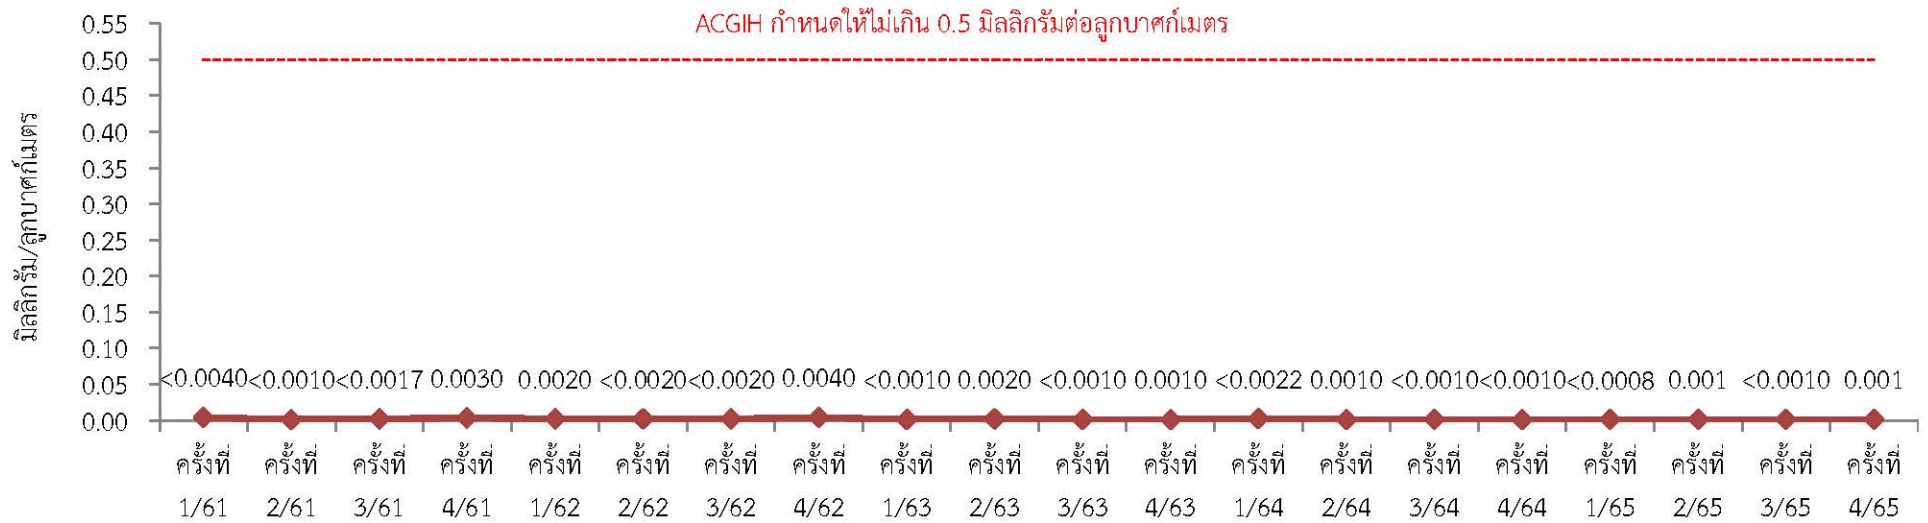 ACGIH กำหนดให้ไม่เกิน 0.5 มิลลิกรัมต่อลูกบาศก์เมตร
มิลลิกรัม/ลูกบาศก์เมตร
0.55
0.50
0.45
0.40
0.35
0.30
0.25
0.20
0.15
0.10
0.05
0.00
<0.0040 <0.0010 <0.0017 0.0030 0.0020 <0.0020 <0.0020 0.0040 <0.0010 0.0020 <0.0010 0.0010 <0.0022 0.0010 <0.0010 <0.0010 <0.0008 0.001 <0.0010 0.001
ครั้งที่ ครั้งที่ ครั้งที่ ครั้งที่ ครั้งที่ ครั้งที่ ครั้งที่ ครั้งที่ ครั้งที่ ครั้งที่ ครั้งที่ ครั้งที่ ครั้งที่ ครั้งที่ ครั้งที่ ครั้งที่ ครั้งที่ ครั้งที่ ครั้งที่ ครั้งที่
1/61 2/61 3/61 4/61 1/62 2/62 3/62 4/62 1/63 2/63 3/63 4/63 1/64 2/64 3/64 4/64 1/65 2/65 3/65 4/65